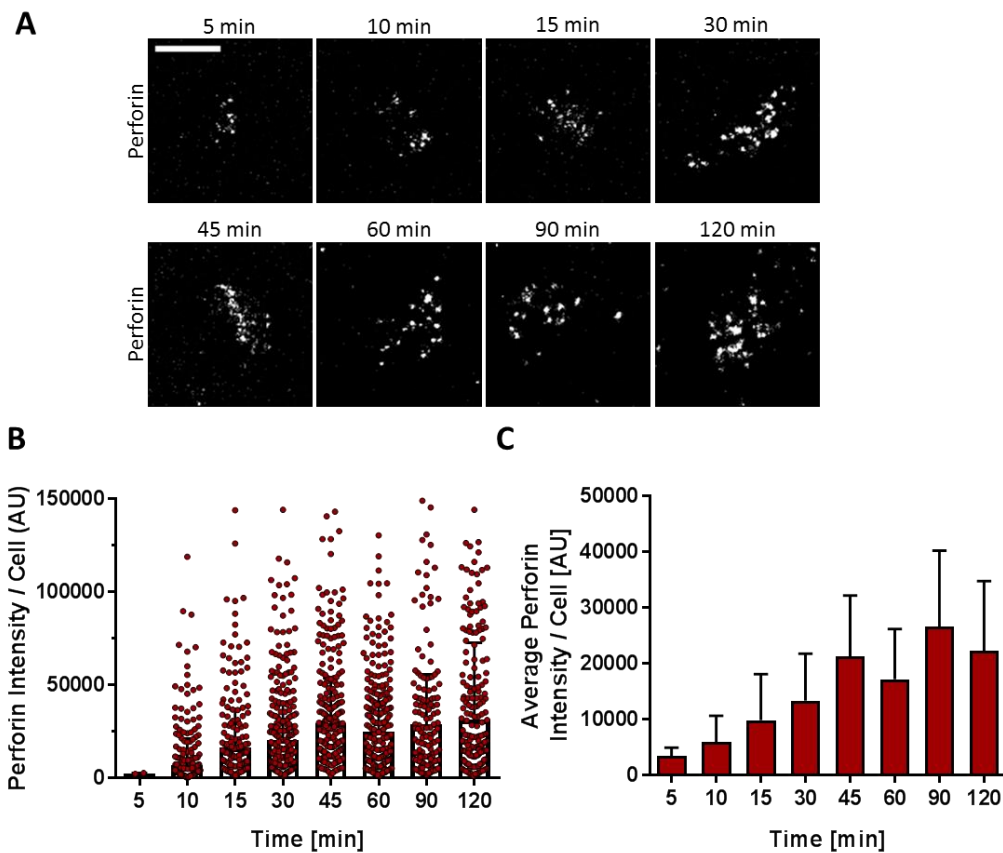 A
5 min 10 min 15 min 30 min
Perforin
45 min 60 min 90 min 120 min
Perforin
B
Perforin Intensity / Cell (AU)
150000
100000
50000
0
5 10 15 30 45 60 90 120
Time [min]
C
Average Perforin
Intensity / Cell [AU]
50000
40000
30000
20000
10000
0
5 10 15 30 45 60 90 120
Time [min]